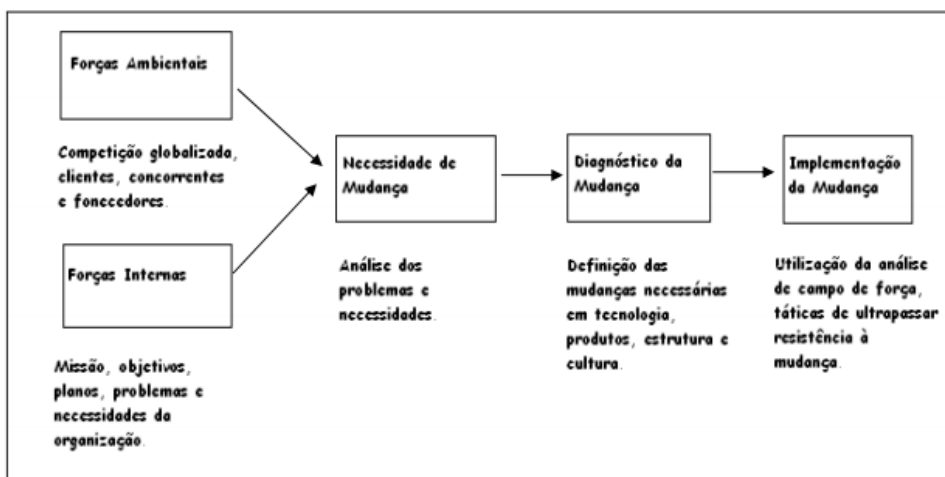 Forças Ambientais
Competição globalizada,
clientes, concorrentes
e fonecedores.
Forças Internas
Missão, objetivos,
planos, problemas e
necessidades da
organização.
Necessidade de
Mudança
Análise dos
problemas e
necessidades.
Diagnóstico da
Mudança
Definição das
mudanças necessárias
em tecnologia,
produtos, estrutura e
cultura.
Implementação
da Mudança
Utilização da análise
de campo de força,
táticas de ultrapassar
resistência à
mudança.